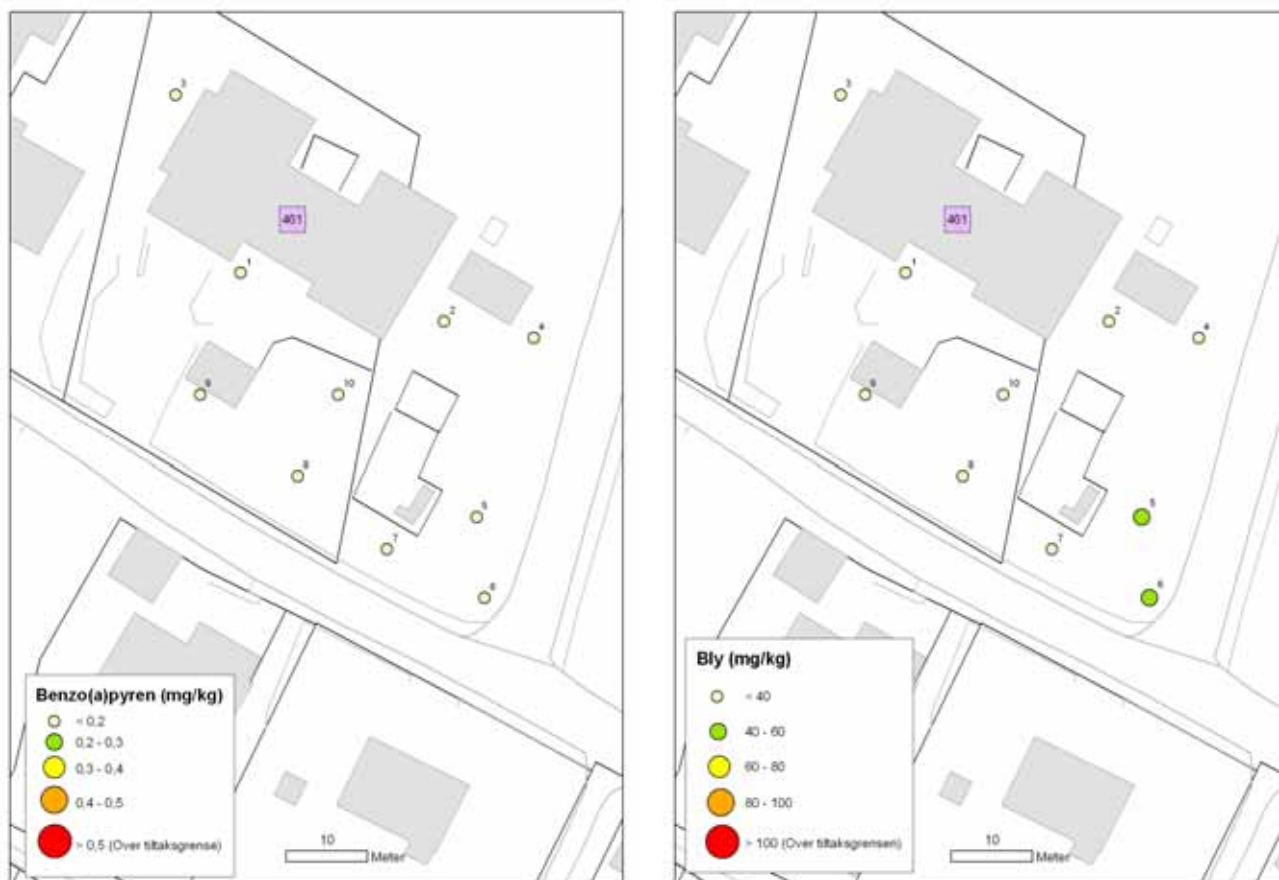 3
461
1
2
4
9
10
8
5
7
6
Benzo(a)pyren (mg/kg)
< 0,2
0,2 - 0,3
0,3 - 0,4
0,4 - 0,5
> 0,5 (Over tiltaksgrense)
10
Meter
3
461
1
2
4
9
10
8
5
7
6
Bly (mg/kg)
< 40
40 - 60
60 - 80
80 - 100
> 100 (Over tiltaksgrensen)
10
Meter